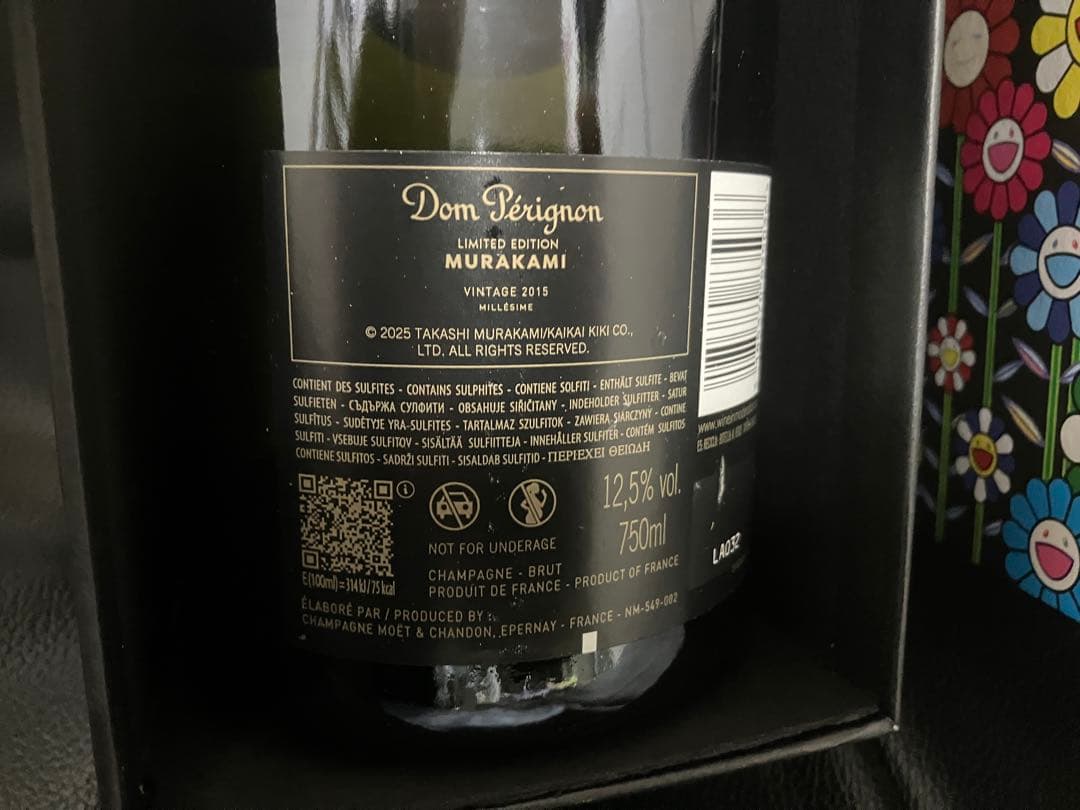 Dom Pérignon
LIMITED EDITION
MURAKAMI
VINTAGE 2015
MILLÉSIME
© 2025 TAKASHI MURAKAMI/KAIKAI KIKI CO.,
LTD. ALL RIGHTS RESERVED.
CONTIENT DES SULFITES - CONTAINS SULPHITES - CONTIENE SOLFITI - ENTHÄLT SULFITE - BEVAT
SULFIETEN - СЪДЪРЖА СУЛФИТИ - OBSAHUJE SIŘIČITANY - INDEHOLDER SULFITTER - SATUR
SULFĪTUS - SUDĖTYJE YRA-SULFITES - TARTALMAZ SZULFITOK - ZAWIERA SIARCZYNY - CONTINE
SULFITI - VSEBUJE SULFITOV - SISÄLTÄÄ SULFIITTEJA - INNEHÅLLER SULFITER - CONTÉM SULFITOS
CONTIENE SULFITOS - SADRŽI SULFITI - SISALDAB SULFITID - ΠΕΡΙΕΧΕΙ ΘΕΙΩΔΗ
12,5% vol.
750ml
NOT FOR UNDERAGE
CHAMPAGNE - BRUT
PRODUIT DE FRANCE - PRODUCT OF FRANCE
E(100ml)=314kJ/75kcal
ÉLABORÉ PAR / PRODUCED BY :
CHAMPAGNE MOËT & CHANDON, EPERNAY - FRANCE - NM-549-002
LA032